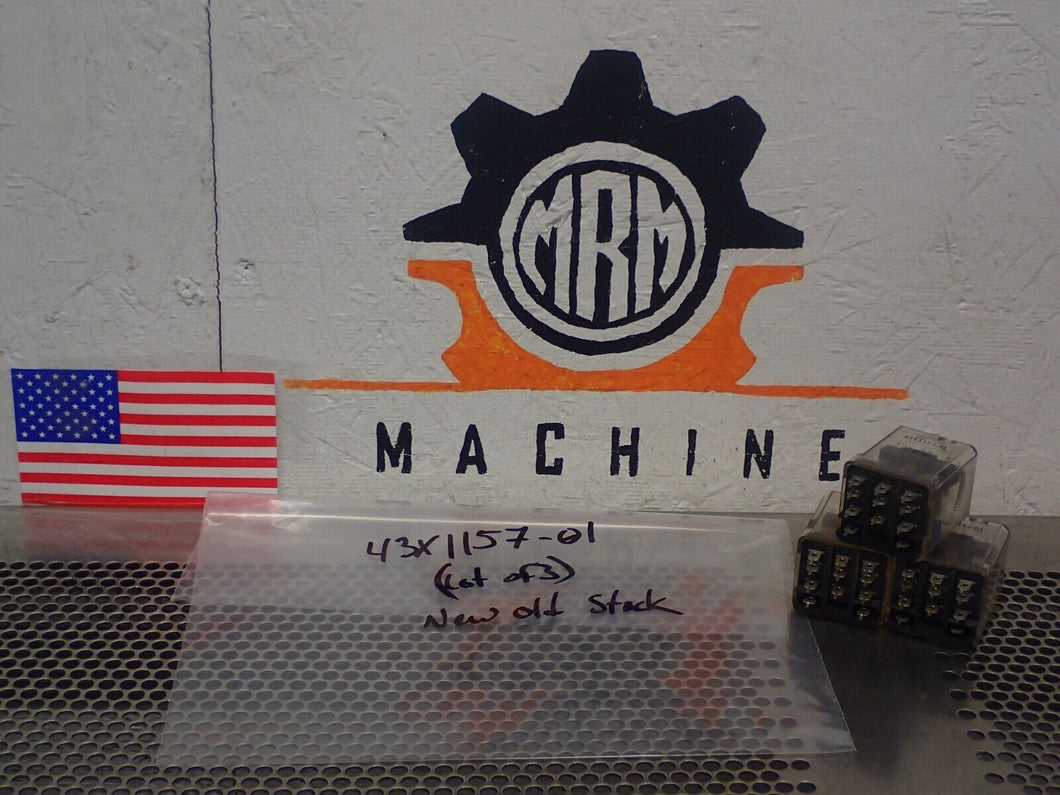 MRM
MACHINE
43X1157-01
(Lot of 3)
New old Stock